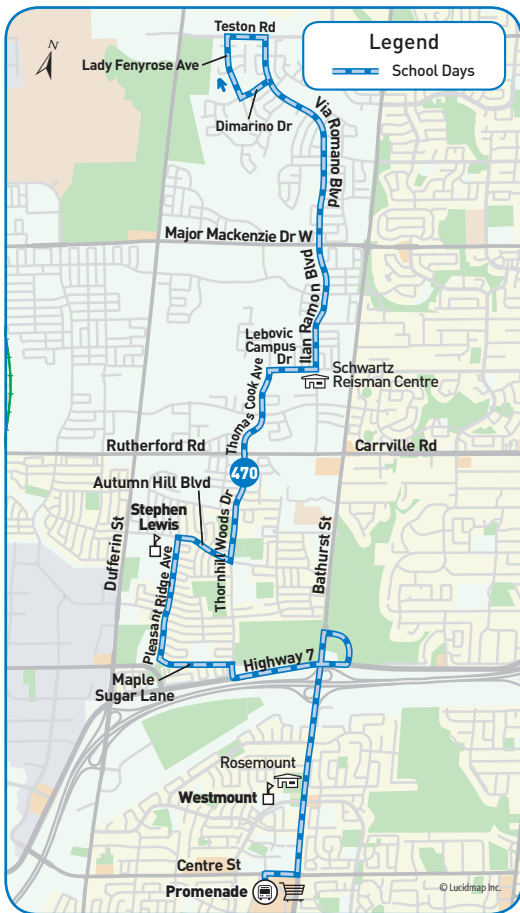 Teston Rd
Legend
School Days
N
Lady Fenyrose Ave
Dimarino Dr
Via Romano Blvd
Major Mackenzie Dr W
Ilan Ramon Blvd
Lebovic
Campus
Dr
Schwartz
Reisman Centre
Thomas Cook Ave
Rutherford Rd
Carrville Rd
470
Autumn Hill Blvd
Stephen
Lewis
Thornhill Woods Dr
Dufferin St
Bathurst St
Pleasant Ridge Ave
Highway 7
Maple
Sugar Lane
Rosemount
Westmount
Centre St
Promenade
© Lucidmap Inc.